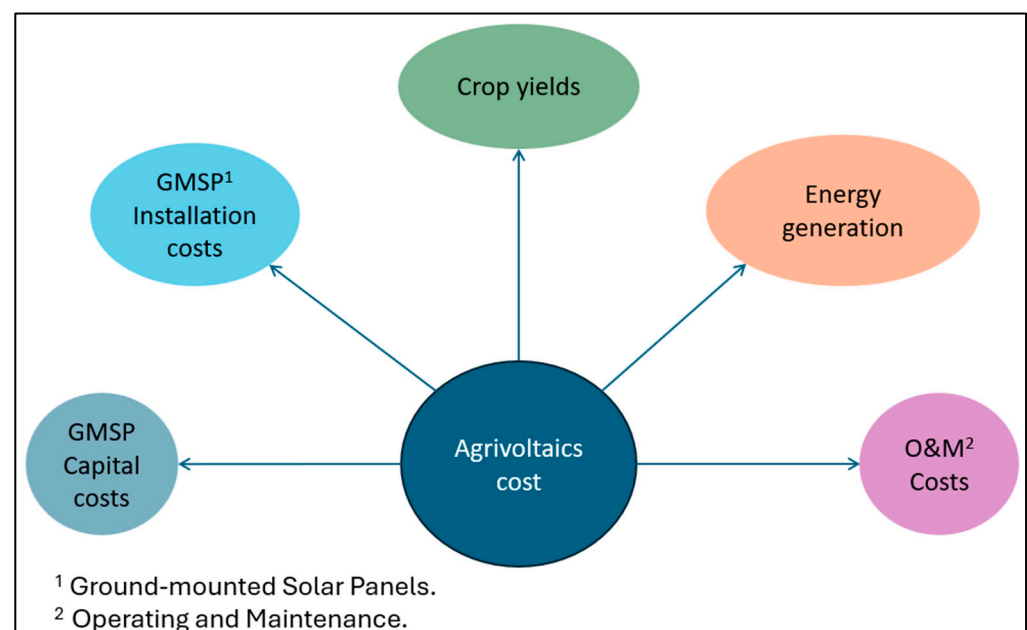 Crop yields
GMSP¹
Installation
costs
Energy
generation
GMSP
Capital
costs
Agrivoltaics
cost
O&M²
Costs
¹ Ground-mounted Solar Panels.
² Operating and Maintenance.